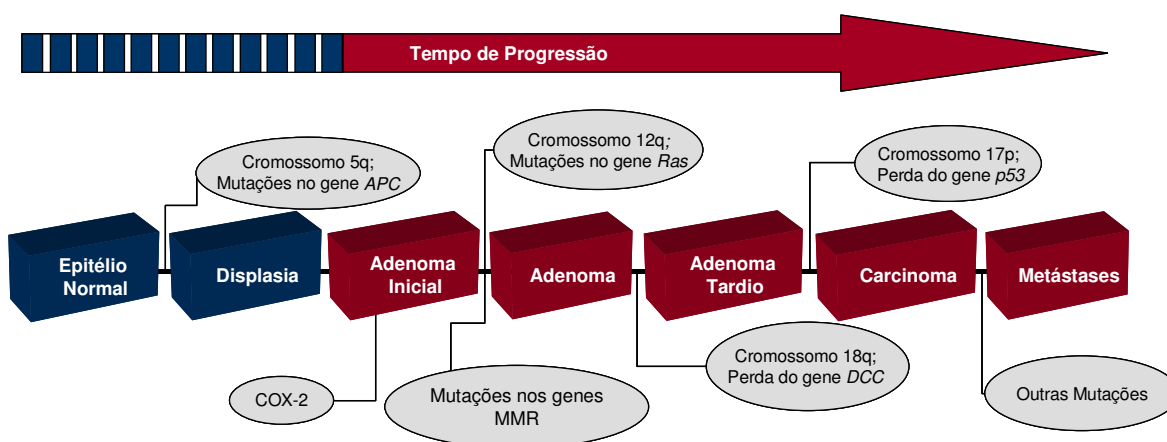 Tempo de Progressão
Cromossomo 5q;
Mutações no gene APC
Cromossomo 12q;
Mutações no gene Ras
Cromossomo 17p;
Perda do gene p53
Epitélio
Normal
Displasia
Adenoma
Inicial
Adenoma
Adenoma
Tardio
Carcinoma
Metástases
COX-2
Mutações nos genes
MMR
Cromossomo 18q;
Perda do gene DCC
Outras Mutações